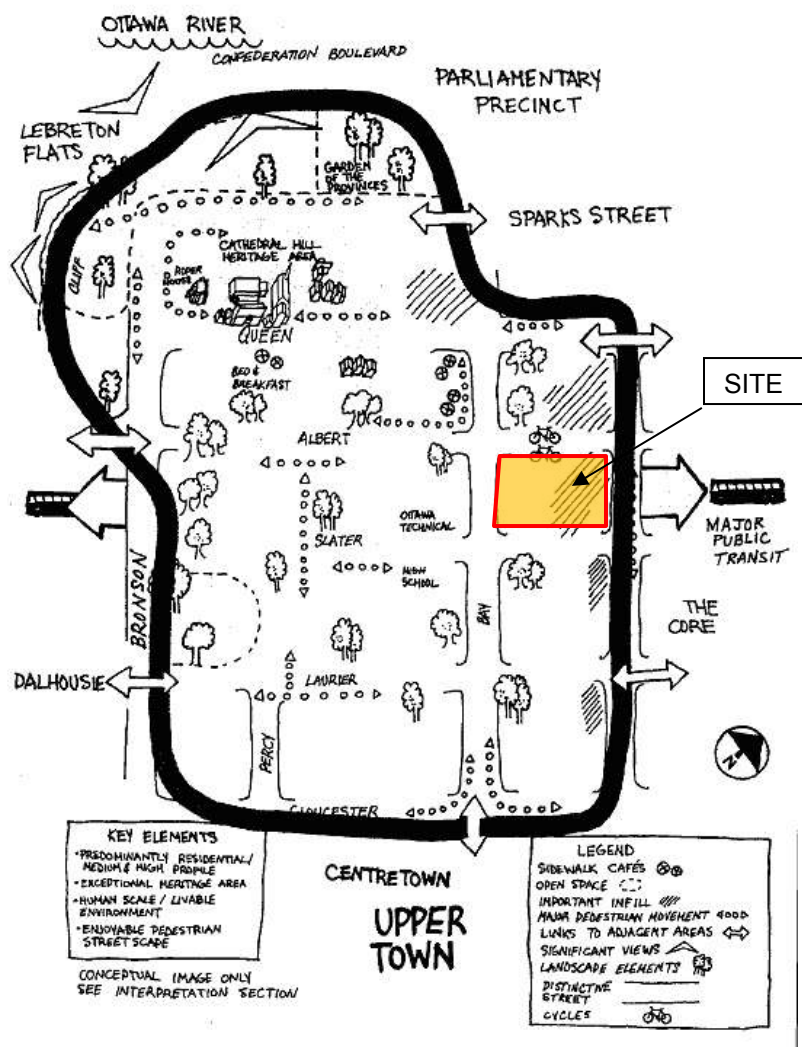 OTTAWA RIVER
CONFEDERATION BOULEVARD
PARLIAMENTARY
PRECINCT
LEBRETON
FLATS
GARDEN
OF THE
PROVINCES
SPARKS STREET
CATHEDRAL HILL
HERITAGE AREA
CLIFF
ROPER
HOUSE
QUEEN
BED &
BREAKFAST
SITE
ALBERT
OTTAWA
TECHNICAL
SLATER
MAJOR
PUBLIC
TRANSIT
HIGH
SCHOOL
BRONSON
BAY
THE
CORE
DALHOUSIE
LAURIER
PERCY
N
GLOUCESTER
KEY ELEMENTS
•PREDOMINANTLY RESIDENTIAL/
MEDIUM & HIGH PROFILE
•EXCEPTIONAL HERITAGE AREA
•HUMAN SCALE / LIVABLE
ENVIRONMENT
•ENJOYABLE PEDESTRIAN
STREETSCAPE
CONCEPTUAL IMAGE ONLY
SEE INTERPRETATION SECTION
CENTRETOWN
UPPER
TOWN
LEGEND
SIDEWALK CAFÉS
OPEN SPACE
IMPORTANT INFILL
MAJOR PEDESTRIAN MOVEMENT
LINKS TO ADJACENT AREAS
SIGNIFICANT VIEWS
LANDSCAPE ELEMENTS
DISTINCTIVE
STREET
CYCLES